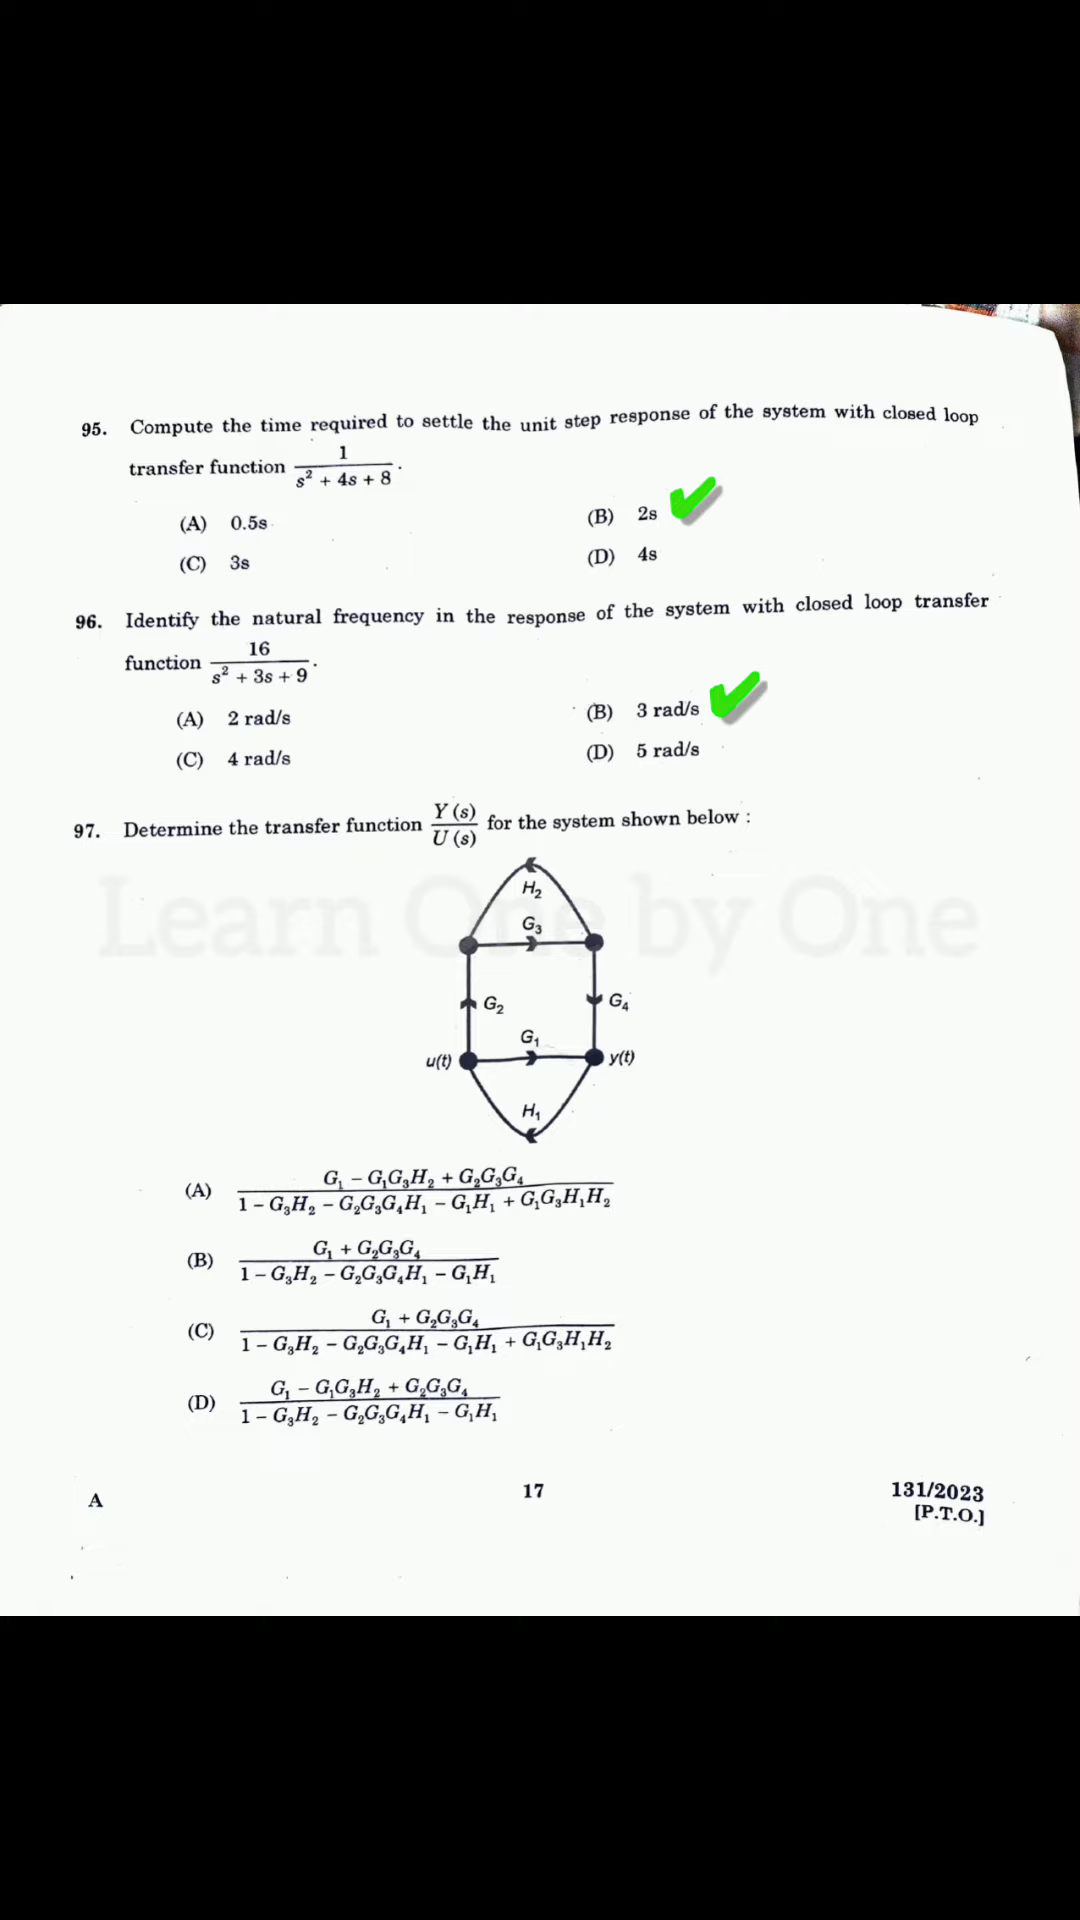 95. Compute the time required to settle the unit step response of the system with closed loop
transfer function 1 / s² + 4s + 8 .
(A) 0.5s (B) 2s
(C) 3s (D) 4s
96. Identify the natural frequency in the response of the system with closed loop transfer
function 16 / s² + 3s + 9 .
(A) 2 rad/s (B) 3 rad/s
(C) 4 rad/s (D) 5 rad/s
97. Determine the transfer function Y (s) / U (s) for the system shown below :
Learn One by One
H₂
G₃
G₂ G₄
G₁
u(t) y(t)
H₁
(A) G₁ − G₁G₃H₂ + G₂G₃G₄ / 1 − G₃H₂ − G₂G₃G₄H₁ − G₁H₁ + G₁G₃H₁H₂
(B) G₁ + G₂G₃G₄ / 1 − G₃H₂ − G₂G₃G₄H₁ − G₁H₁
(C) G₁ + G₂G₃G₄ / 1 − G₃H₂ − G₂G₃G₄H₁ − G₁H₁ + G₁G₃H₁H₂
(D) G₁ − G₁G₃H₂ + G₂G₃G₄ / 1 − G₃H₂ − G₂G₃G₄H₁ − G₁H₁
A 17 131/2023
[P.T.O.]